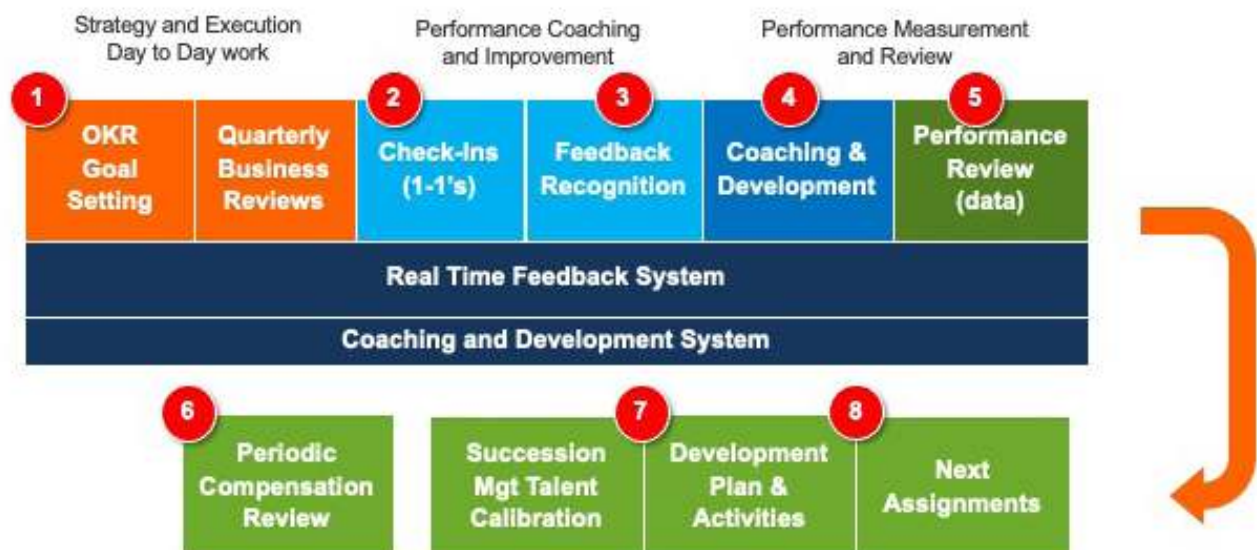 Strategy and Execution
Day to Day work
Performance Coaching
and Improvement
Performance Measurement
and Review
1
2
3
4
5
OKR
Goal
Setting
Quarterly
Business
Reviews
Check-Ins
(1-1's)
Feedback
Recognition
Coaching &
Development
Performance
Review
(data)
Real Time Feedback System
Coaching and Development System
6
7
8
Periodic
Compensation
Review
Succession
Mgt Talent
Calibration
Development
Plan &
Activities
Next
Assignments